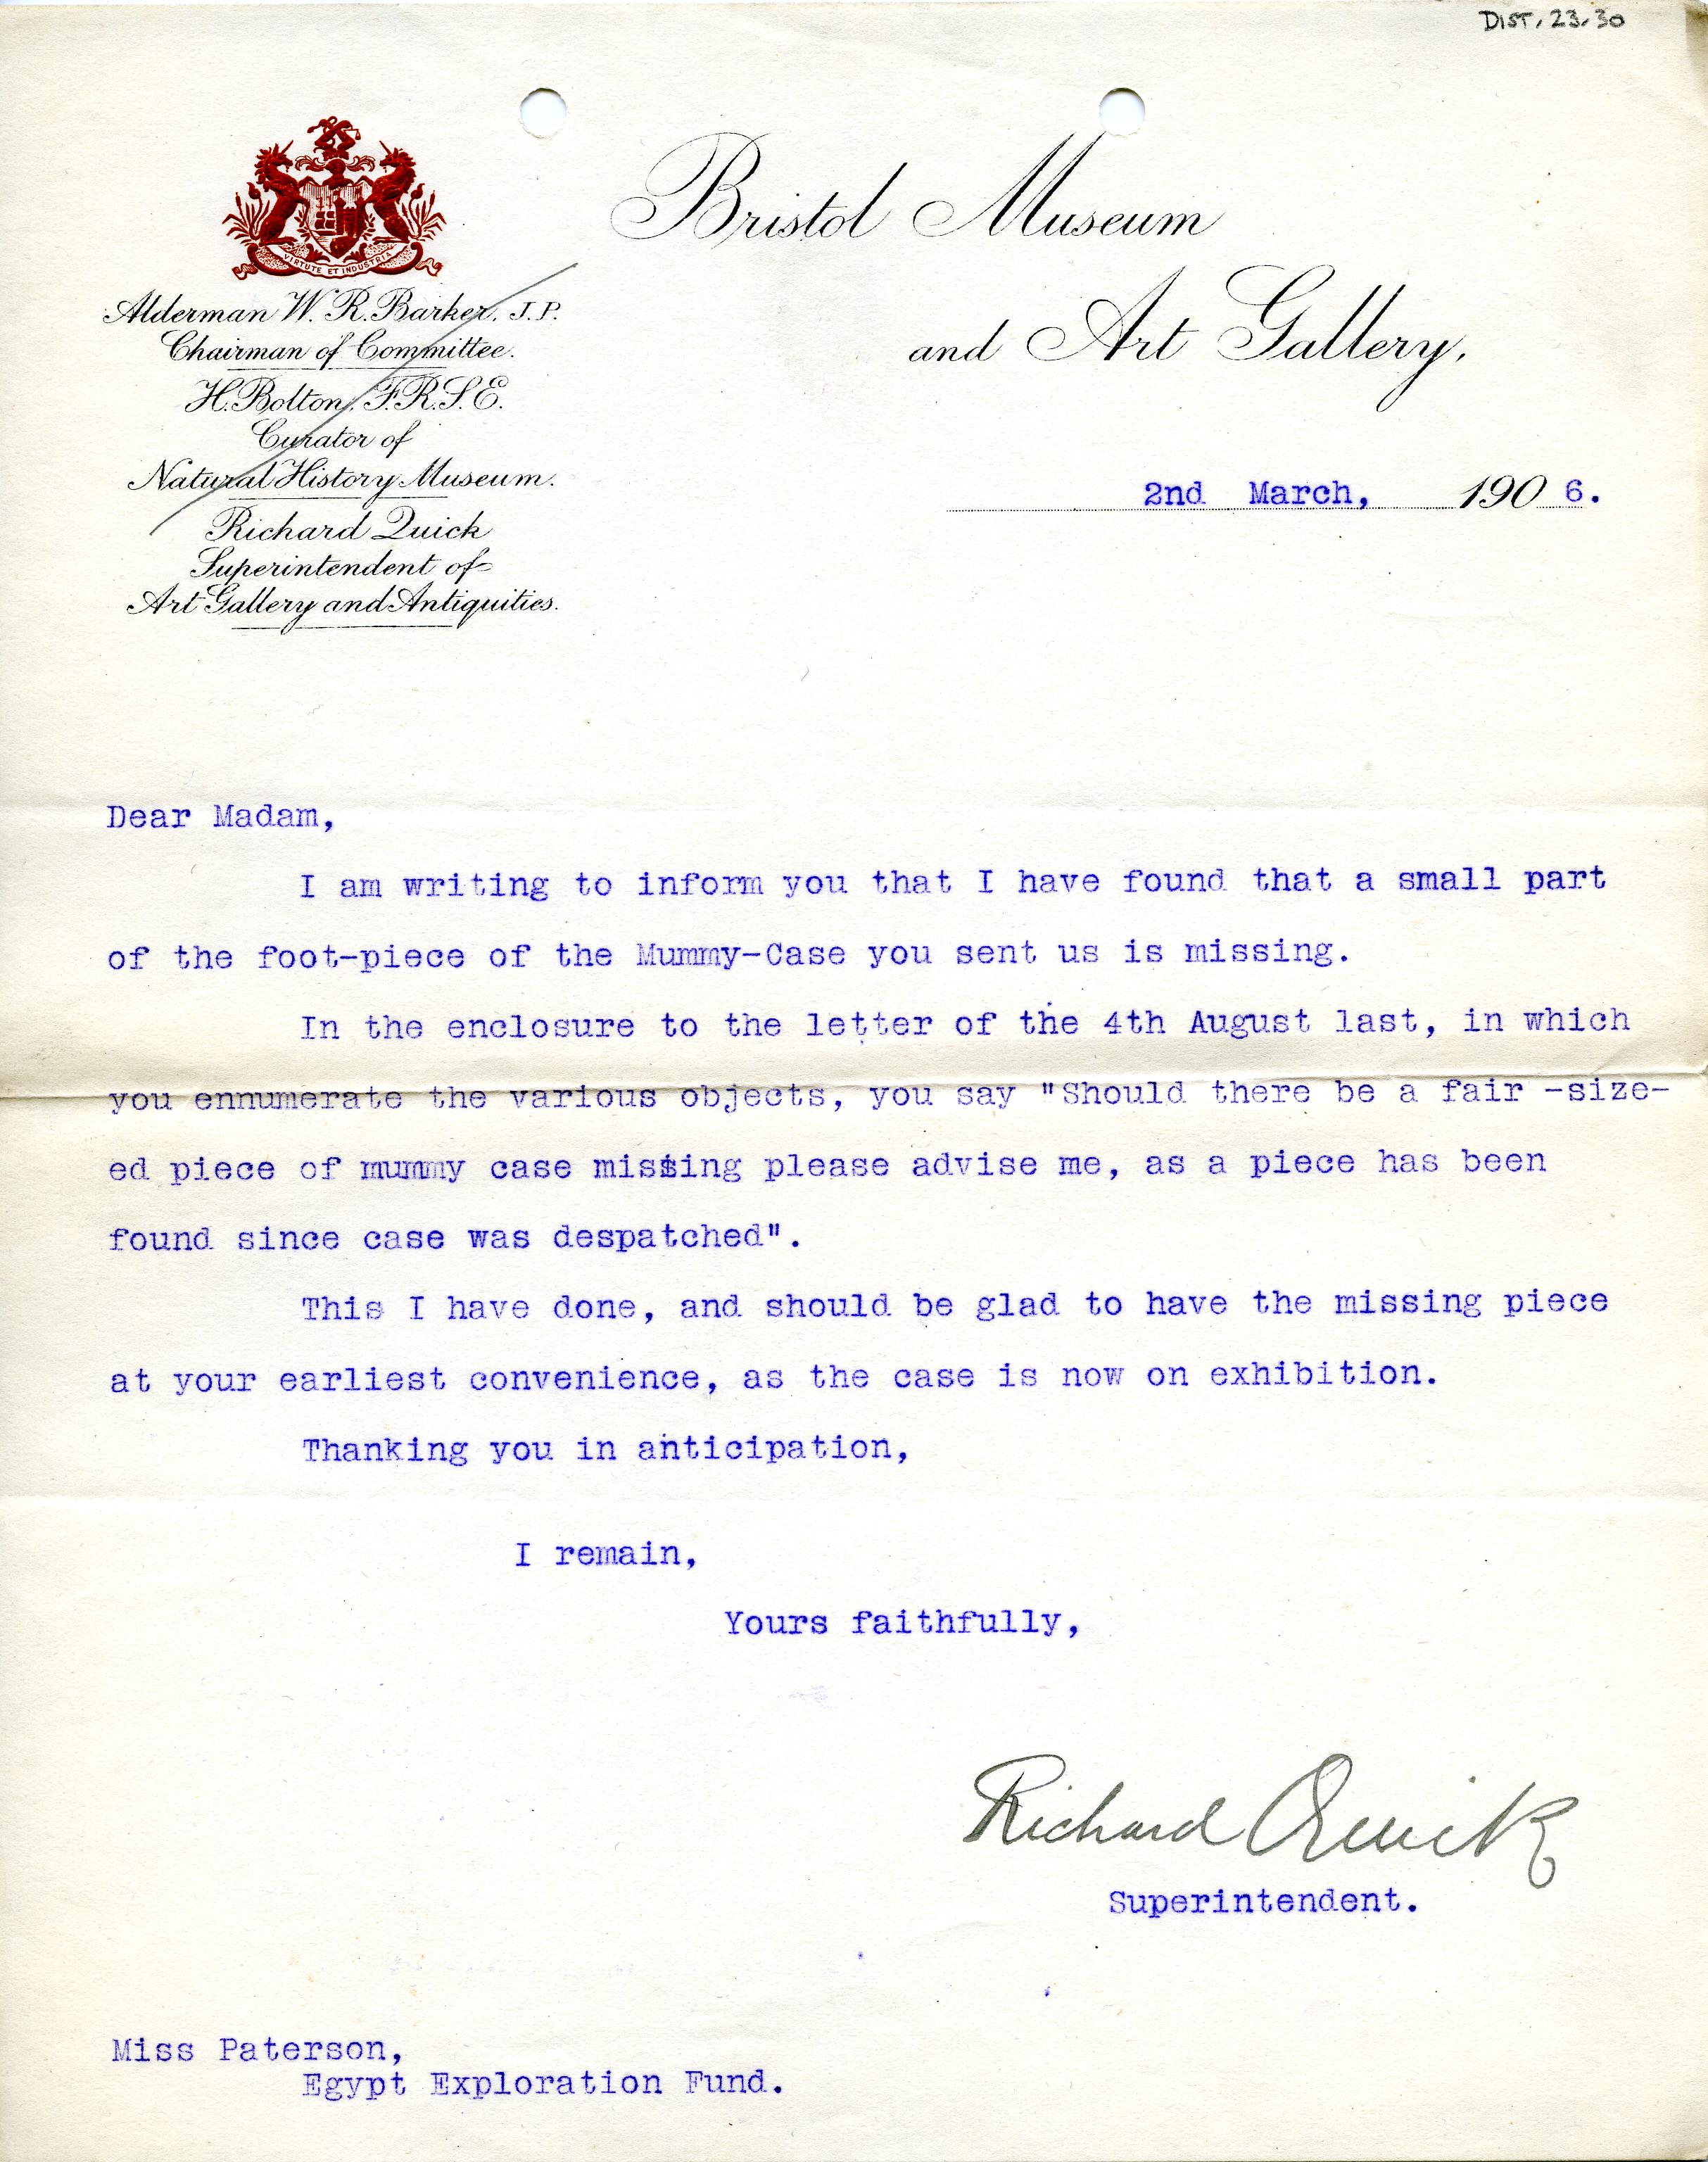 DIST. 23.30
VIRTUTE ET INDUSTRIA
Bristol Museum
and Art Gallery,
Alderman W. R. Barker, J.P.
Chairman of Committee.
H. Bolton, F.R.S.E.
Curator of
Natural History Museum.
Richard Quick
Superintendent of
Art Gallery and Antiquities.
2nd March, 1906.
Dear Madam,
I am writing to inform you that I have found that a small part
of the foot-piece of the Mummy-Case you sent us is missing.
In the enclosure to the letter of the 4th August last, in which
you ennumerate the various objects, you say "Should there be a fair -size-
ed piece of mummy case missing please advise me, as a piece has been
found since case was despatched".
This I have done, and should be glad to have the missing piece
at your earliest convenience, as the case is now on exhibition.
Thanking you in anticipation,
I remain,
Yours faithfully,
Richard Quick
Superintendent.
Miss Paterson,
Egypt Exploration Fund.